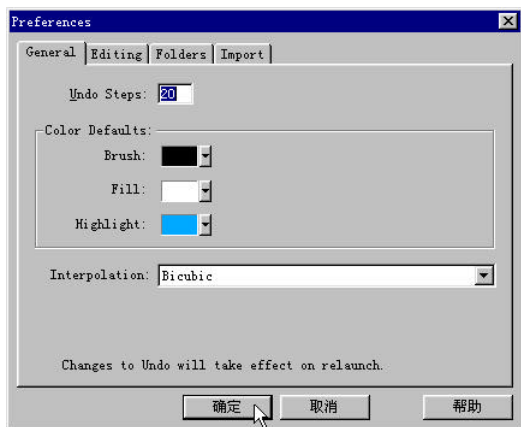 Preferences
General Editing Folders Import
Undo Steps: 20
Color Defaults:
Brush:
Fill:
Highlight:
Interpolation: Bicubic
Changes to Undo will take effect on relaunch.
确定 取消 帮助